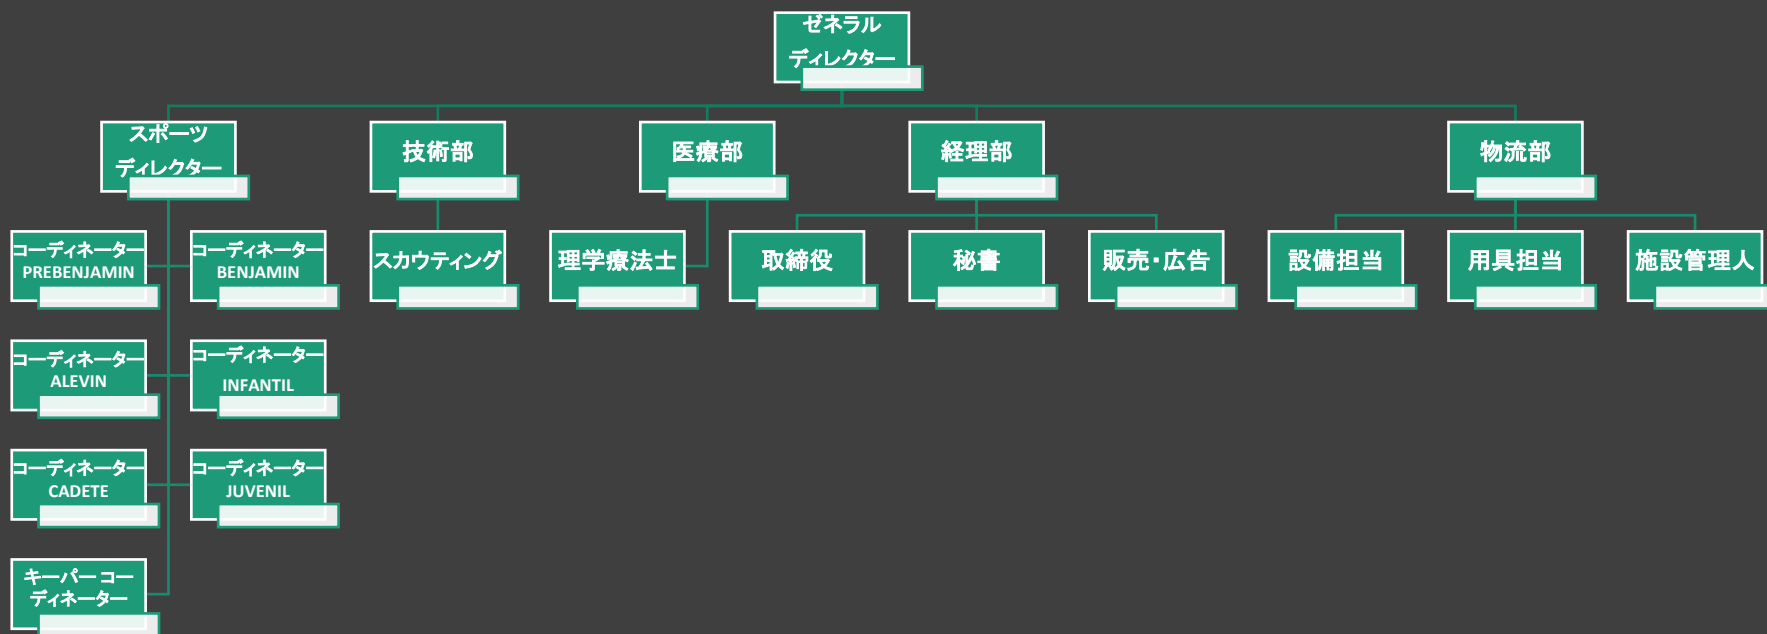 ゼネラル
ディレクター
スポーツ
ディレクター
技術部
医療部
経理部
物流部
コーディネーター
PREBENJAMIN
コーディネーター
BENJAMIN
スカウティング
理学療法士
取締役
秘書
販売・広告
設備担当
用具担当
施設管理人
コーディネーター
ALEVIN
コーディネーター
INFANTIL
コーディネーター
CADETE
コーディネーター
JUVENIL
キーパーコー
ディネーター